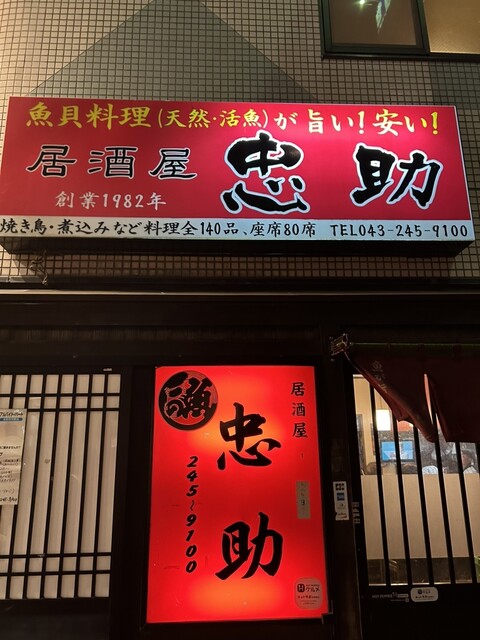 魚貝料理(天然・活魚)が旨い!安い!
居酒屋 忠助
創業1982年
焼き鳥・煮込みなど料理全140品、座席80席 TEL043-245-9100
居酒屋
忠助
245~9100